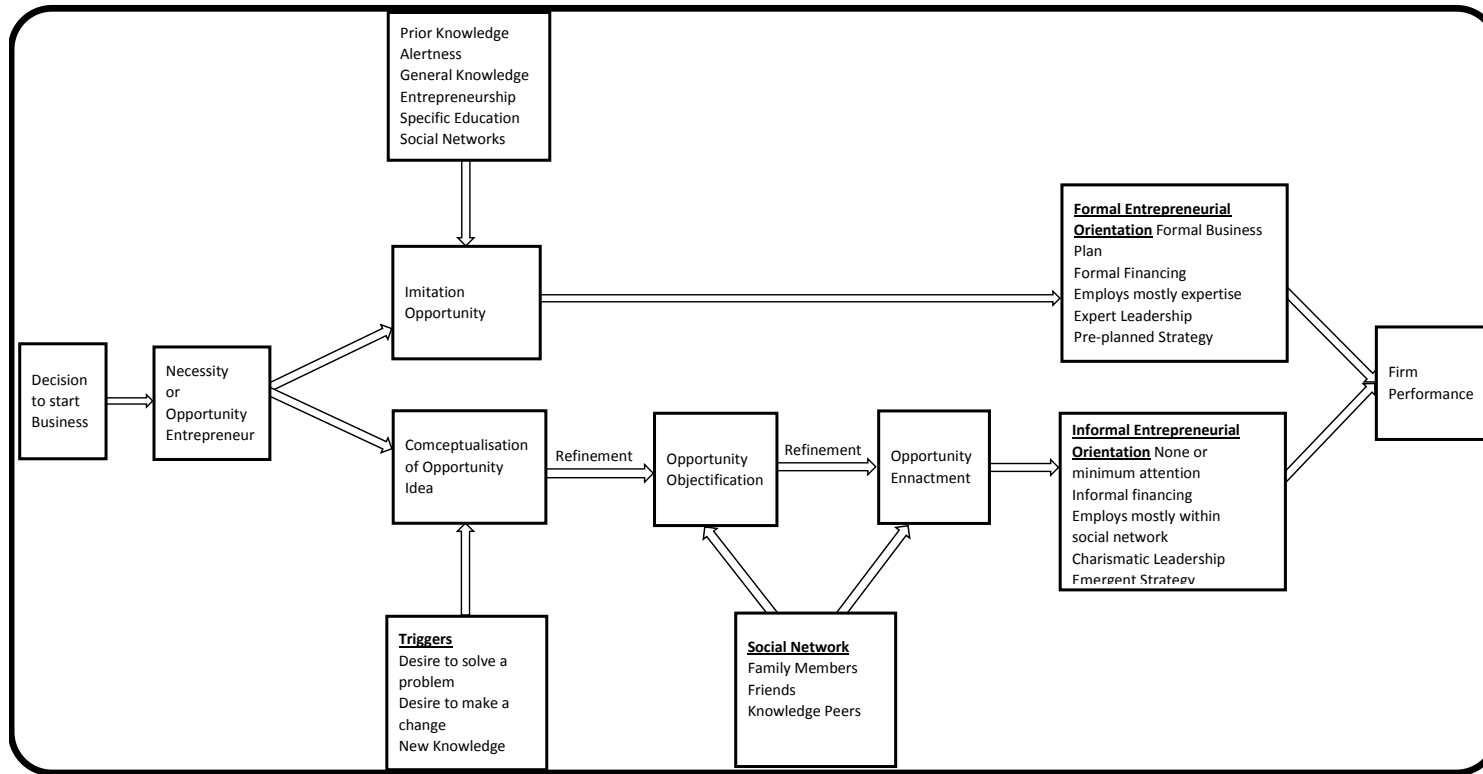 Prior Knowledge
Alertness
General Knowledge
Entrepreneurship
Specific Education
Social Networks
Formal Entrepreneurial
Orientation Formal Business
Plan
Formal Financing
Employs mostly expertise
Expert Leadership
Pre-planned Strategy
Imitation
Opportunity
Decision
to start
Business
Necessity
or
Opportunity
Entrepreneur
Firm
Performance
Comceptualisation
of Opportunity
Idea
Refinement
Opportunity
Objectification
Refinement
Opportunity
Ennactment
Informal Entrepreneurial
Orientation None or
minimum attention
Informal financing
Employs mostly within
social network
Charismatic Leadership
Emergent Strategy
Triggers
Desire to solve a
problem
Desire to make a
change
New Knowledge
Social Network
Family Members
Friends
Knowledge Peers